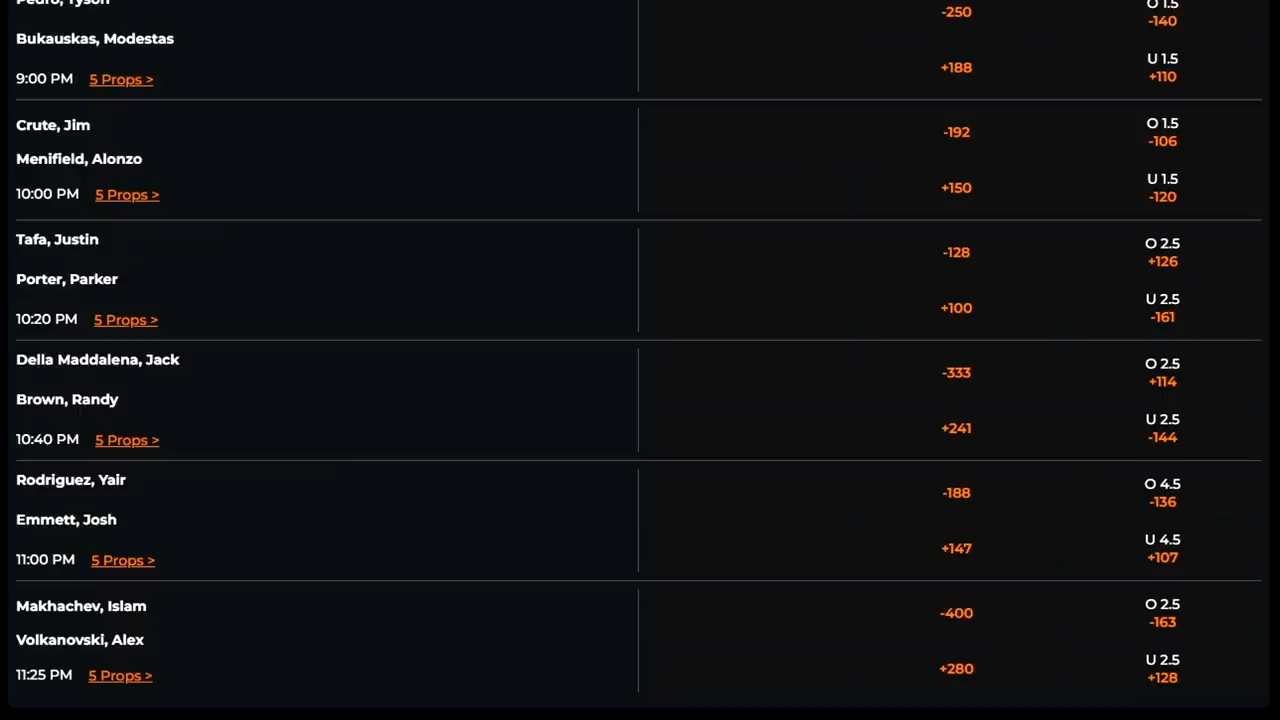 Pedro, Tyson
-250
O 1.5
-140
Bukauskas, Modestas
+188
U 1.5
+110
9:00 PM 5 Props >
Crute, Jim
-192
O 1.5
-106
Menifield, Alonzo
+150
U 1.5
-120
10:00 PM 5 Props >
Tafa, Justin
-128
O 2.5
+126
Porter, Parker
+100
U 2.5
-161
10:20 PM 5 Props >
Della Maddalena, Jack
-333
O 2.5
+114
Brown, Randy
+241
U 2.5
-144
10:40 PM 5 Props >
Rodriguez, Yair
-188
O 4.5
-136
Emmett, Josh
+147
U 4.5
+107
11:00 PM 5 Props >
Makhachev, Islam
-400
O 2.5
-163
Volkanovski, Alex
+280
U 2.5
+128
11:25 PM 5 Props >